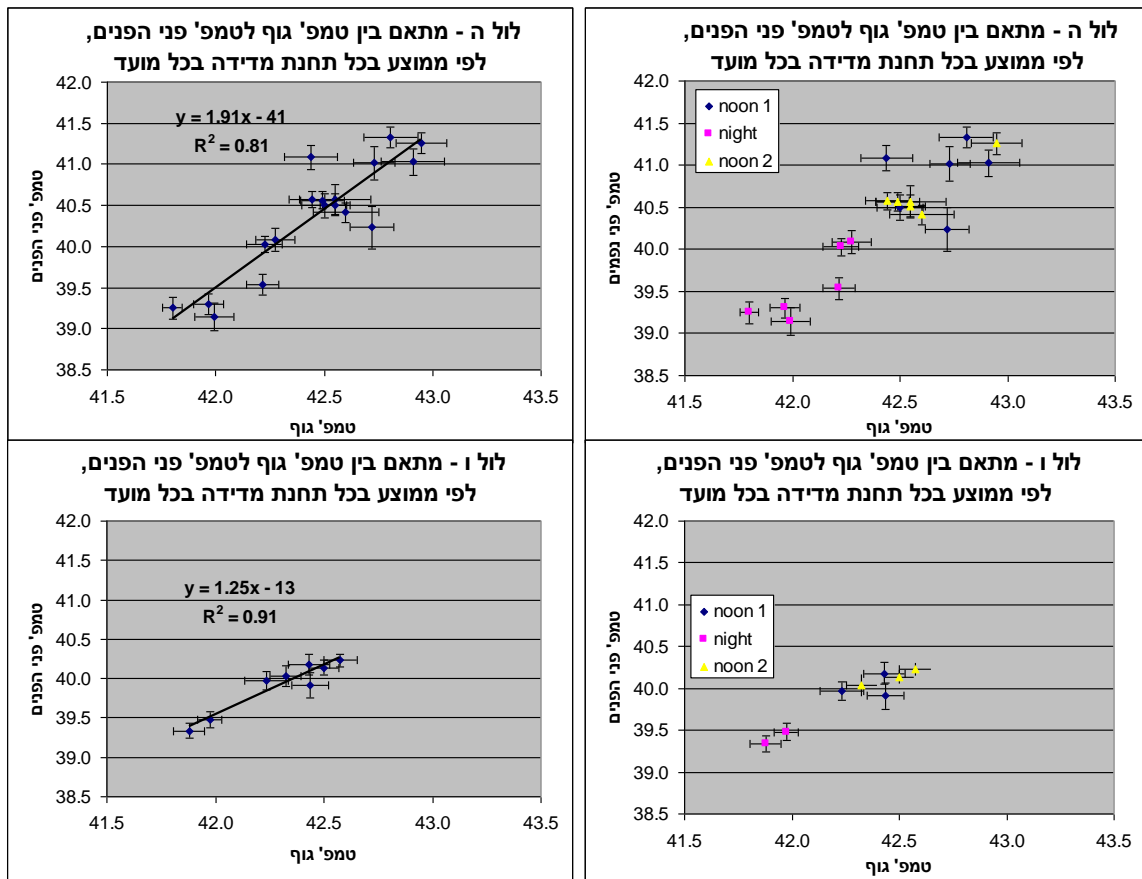 לול ה - מתאם בין טמפ' גוף לטמפ' פני הפנים,
לפי ממוצע בכל תחנת מדידה בכל מועד
y = 1.91x - 41
R² = 0.81
טמפ' פני הפנים
42.0
41.5
41.0
40.5
40.0
39.5
39.0
38.5
41.5 42.0 42.5 43.0 43.5
טמפ' גוף
לול ה - מתאם בין טמפ' גוף לטמפ' פני הפנים,
לפי ממוצע בכל תחנת מדידה בכל מועד
noon 1
night
noon 2
טמפ' פני נפמים
42.0
41.5
41.0
40.5
40.0
39.5
39.0
38.5
41.5 42.0 42.5 43.0 43.5
טמפ' גוף
לול ו - מתאם בין טמפ' גוף לטמפ' פני הפנים,
לפי ממוצע בכל תחנת מדידה בכל מועד
y = 1.25x - 13
R² = 0.91
טמפ' פני הפנים
42.0
41.5
41.0
40.5
40.0
39.5
39.0
38.5
41.5 42.0 42.5 43.0 43.5
טמפ' גוף
לול ו - מתאם בין טמפ' גוף לטמפ' פני הפנים,
לפי ממוצע בכל תחנת מדידה בכל מועד
noon 1
night
noon 2
טמפ' פני הפנים
42.0
41.5
41.0
40.5
40.0
39.5
39.0
38.5
41.5 42.0 42.5 43.0 43.5
טמפ' גוף